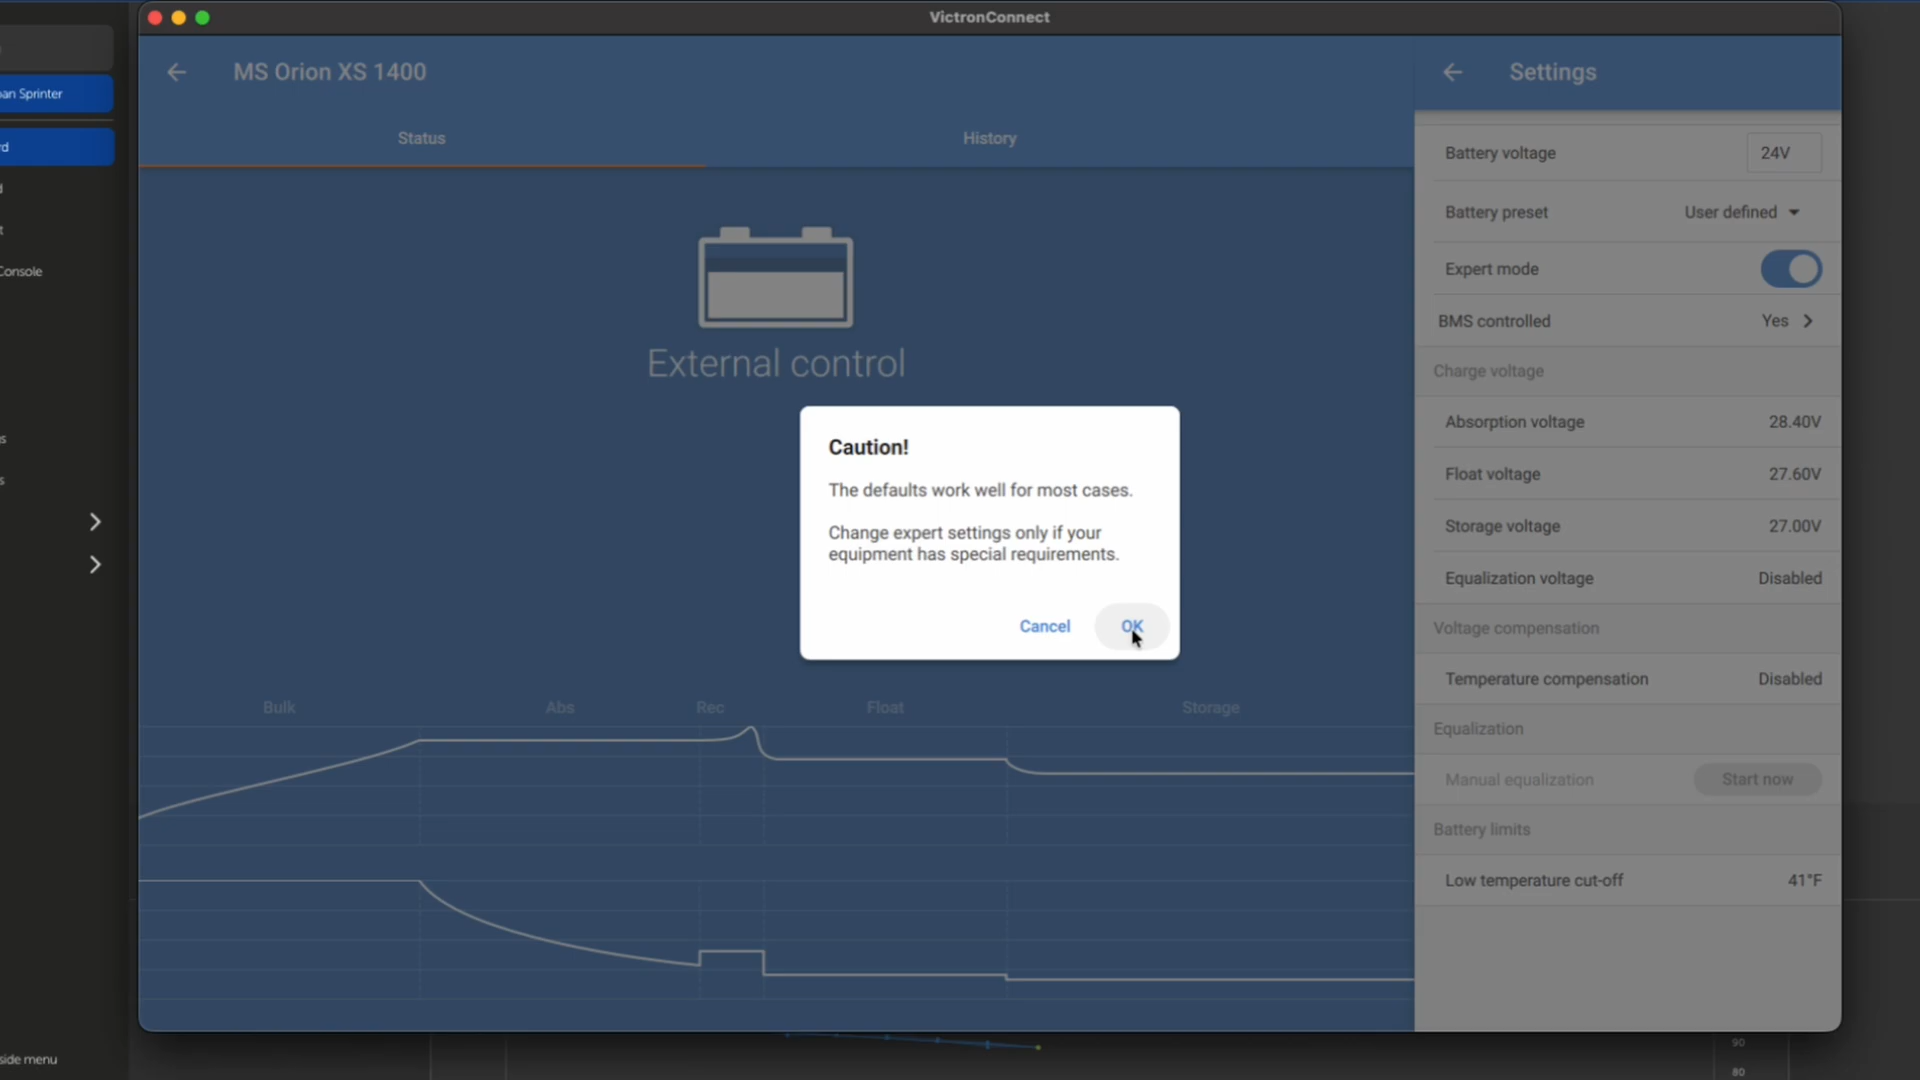 VictronConnect
an Sprinter
Console
side menu
MS Orion XS 1400
Status
History
External control
Caution!
The defaults work well for most cases.
Change expert settings only if your
equipment has special requirements.
Cancel
OK
Bulk
Abs
Rec
Float
Storage
Settings
Battery voltage
24V
Battery preset
User defined
Expert mode
BMS controlled
Yes
Charge voltage
Absorption voltage
28.40V
Float voltage
27.60V
Storage voltage
27.00V
Equalization voltage
Disabled
Voltage compensation
Temperature compensation
Disabled
Equalization
Manual equalization
Start now
Battery limits
Low temperature cut-off
41°F
90
80